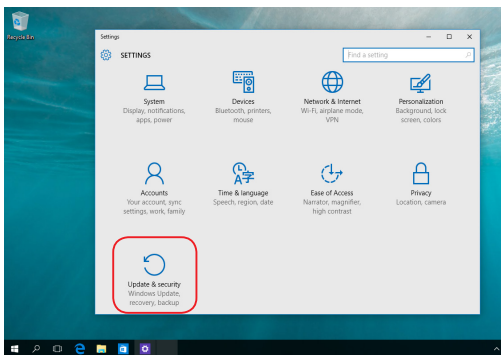 Recycle Bin
Settings
SETTINGS
Find a setting
System
Display, notifications,
apps, power
Devices
Bluetooth, printers,
mouse
Network & Internet
Wi-Fi, airplane mode,
VPN
Personalization
Background, lock
screen, colors
Accounts
Your account, sync
settings, work, family
Time & language
Speech, region, date
Ease of Access
Narrator, magnifier,
high contrast
Privacy
Location, camera
Update & security
Windows Update,
recovery, backup